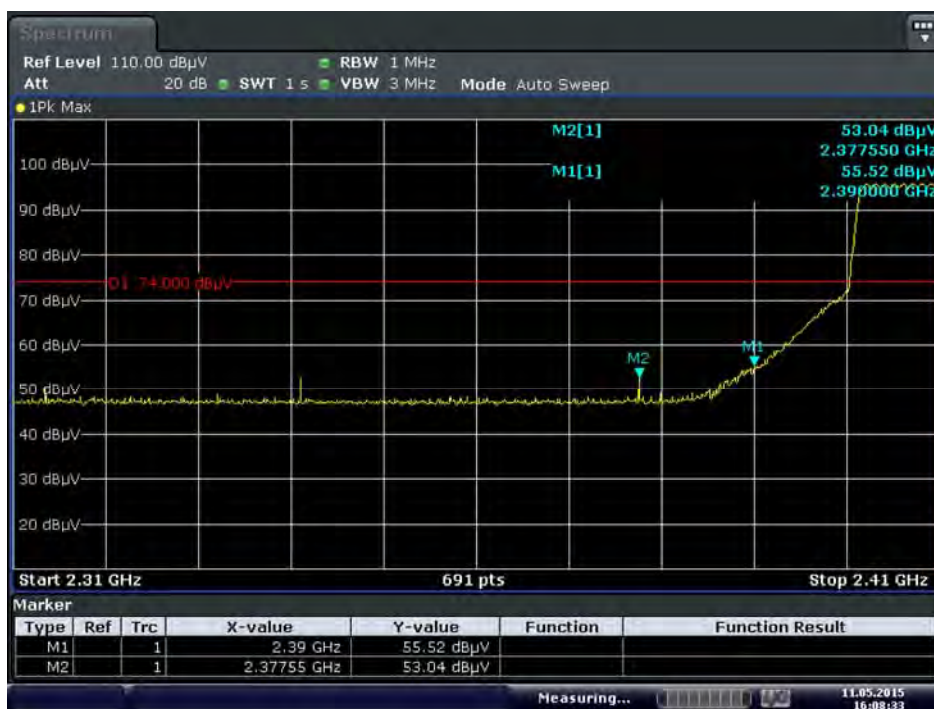 Spectrum
Ref Level 110.00 dBµV RBW 1 MHz
Att 20 dB SWT 1 s VBW 3 MHz Mode Auto Sweep
1Pk Max
M2[1] 53.04 dBµV
2.377550 GHz
M1[1] 55.52 dBµV
2.390000 GHz
100 dBµV
90 dBµV
80 dBµV
D1 74.000 dBµV
70 dBµV
60 dBµV
M1
M2
50 dBµV
40 dBµV
30 dBµV
20 dBµV
Start 2.31 GHz 691 pts Stop 2.41 GHz
Marker
Type Ref Trc X-value Y-value Function Function Result
M1 1 2.39 GHz 55.52 dBµV
M2 1 2.37755 GHz 53.04 dBµV
Measuring... 11.05.2015
16:08:33